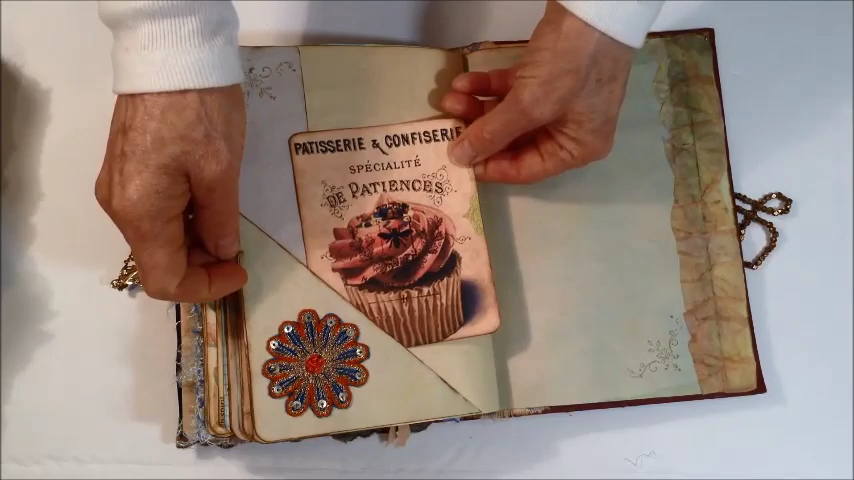 PATISSERIE & CONFISERIE
SPÉCIALITÉ
DE PATIENCES